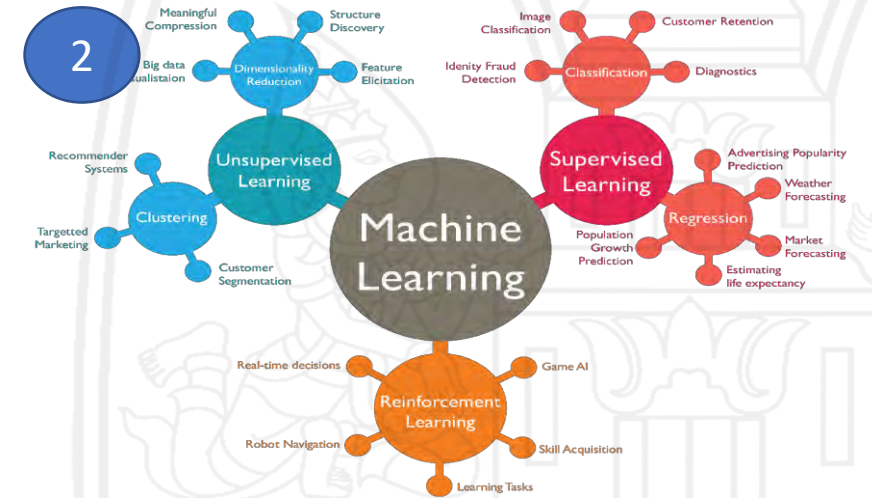 2
Meaningful
Compression
Structure
Discovery
Big data
Dimensionality
Reduction
Feature
Elicitation
Unsupervised
Learning
Recommender
Systems
Clustering
Targetted
Marketing
Customer
Segmentation
Machine
Learning
Image
Classification
Customer Retention
Idenity Fraud
Detection
Classification
Diagnostics
Supervised
Learning
Advertising Popularity
Prediction
Weather
Forecasting
Regression
Population
Growth
Prediction
Market
Forecasting
Estimating
life expectancy
Real-time decisions
Game AI
Reinforcement
Learning
Robot Navigation
Skill Acquisition
Learning Tasks